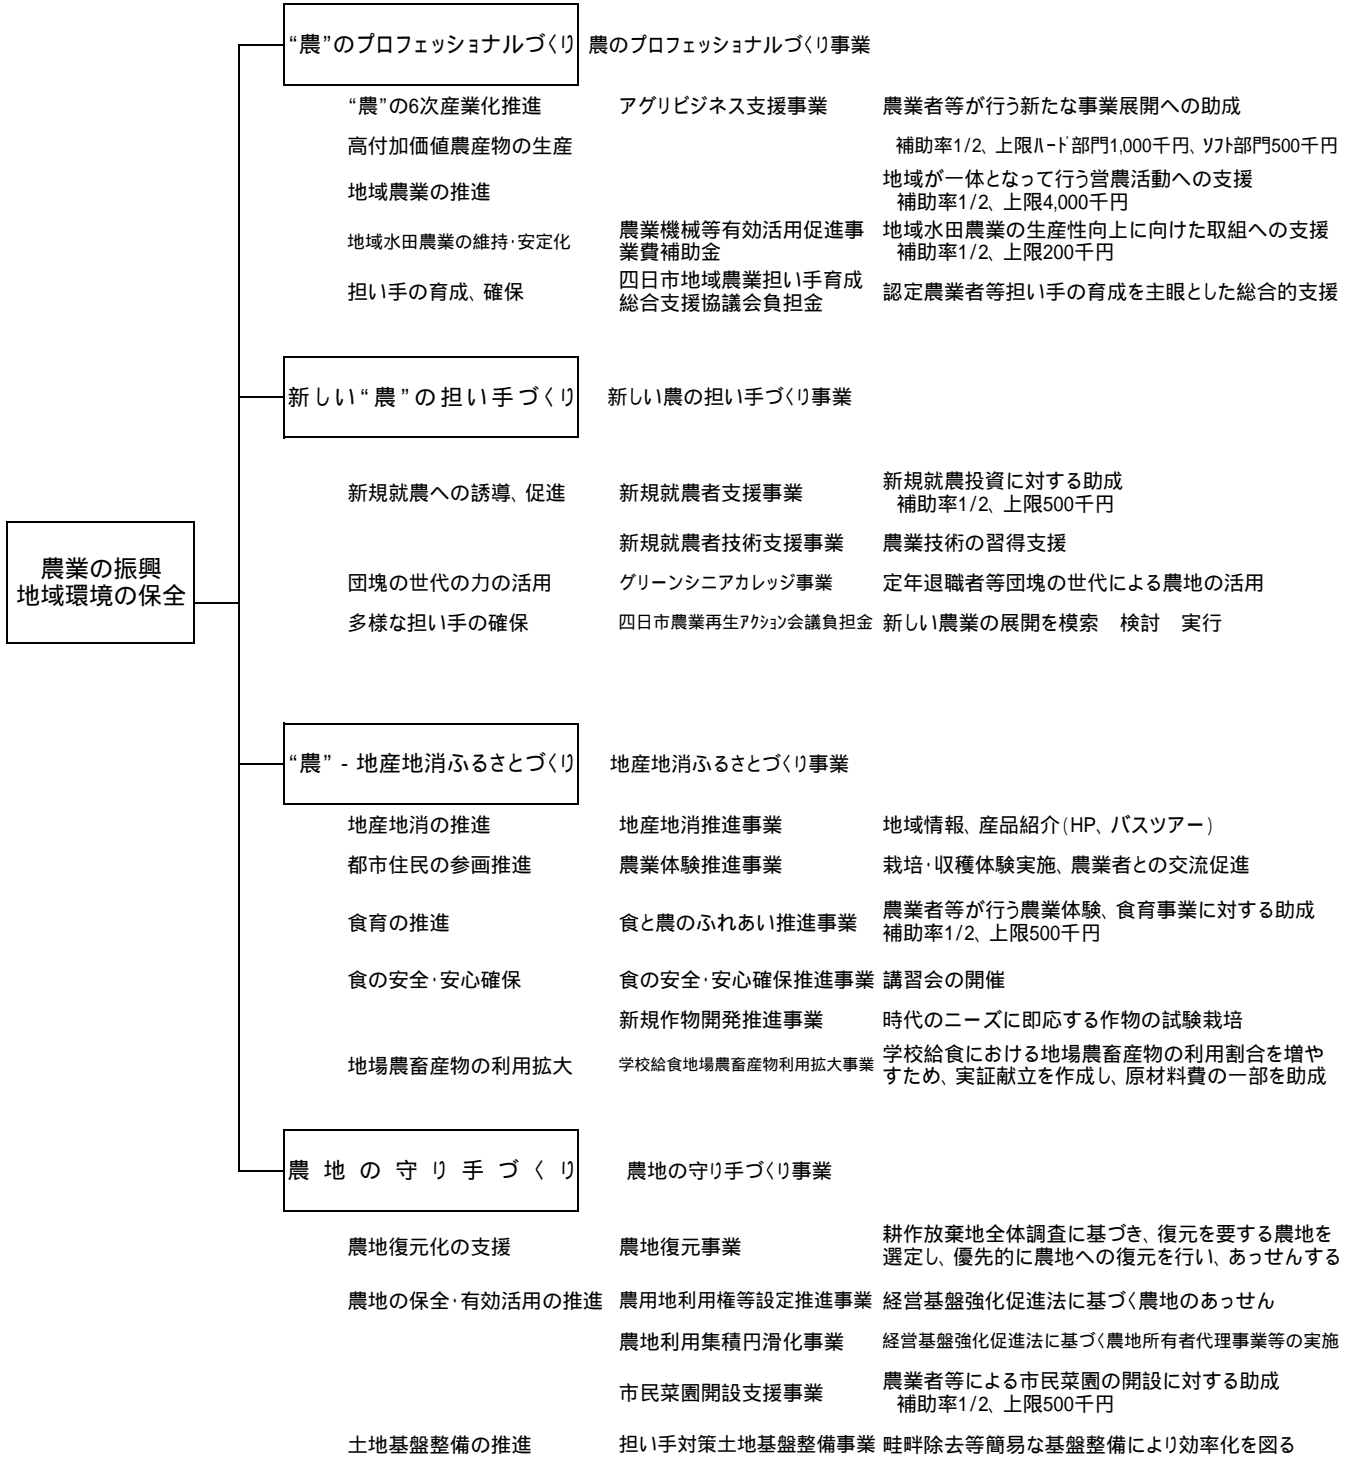 “農”のプロフェッショナルづくり 農のプロフェッショナルづくり事業
“農”の6次産業化推進 アグリビジネス支援事業 農業者等が行う新たな事業展開への助成
高付加価値農産物の生産 補助率1/2、上限ﾊｰﾄﾞ部門1,000千円、ｿﾌﾄ部門500千円
地域農業の推進 地域が一体となって行う営農活動への支援
補助率1/2、上限4,000千円
地域水田農業の維持・安定化 農業機械等有効活用促進事 地域水田農業の生産性向上に向けた取組への支援
業費補助金 補助率1/2、上限200千円
担い手の育成、確保 四日市地域農業担い手育成 認定農業者等担い手の育成を主眼とした総合的支援
総合支援協議会負担金
新しい“農”の担い手づくり 新しい農の担い手づくり事業
新規就農への誘導、促進 新規就農者支援事業 新規就農投資に対する助成
補助率1/2、上限500千円
新規就農者技術支援事業 農業技術の習得支援
農業の振興
地域環境の保全
団塊の世代の力の活用 グリーンシニアカレッジ事業 定年退職者等団塊の世代による農地の活用
多様な担い手の確保 四日市農業再生ｱｸｼｮﾝ会議負担金 新しい農業の展開を模索 検討 実行
“農” - 地産地消ふるさとづくり 地産地消ふるさとづくり事業
地産地消の推進 地産地消推進事業 地域情報、産品紹介(HP、バスツアー)
都市住民の参画推進 農業体験推進事業 栽培・収穫体験実施、農業者との交流促進
食育の推進 食と農のふれあい推進事業 農業者等が行う農業体験、食育事業に対する助成
補助率1/2、上限500千円
食の安全・安心確保 食の安全・安心確保推進事業 講習会の開催
新規作物開発推進事業 時代のニーズに即応する作物の試験栽培
地場農畜産物の利用拡大 学校給食地場農畜産物利用拡大事業 学校給食における地場農畜産物の利用割合を増や
すため、実証献立を作成し、原材料費の一部を助成
農地の守り手づくり 農地の守り手づくり事業
農地復元化の支援 農地復元事業 耕作放棄地全体調査に基づき、復元を要する農地を
選定し、優先的に農地への復元を行い、あっせんする
農地の保全・有効活用の推進 農用地利用権等設定推進事業 経営基盤強化促進法に基づく農地のあっせん
農地利用集積円滑化事業 経営基盤強化促進法に基づく農地所有者代理事業等の実施
市民菜園開設支援事業 農業者等による市民菜園の開設に対する助成
補助率1/2、上限500千円
土地基盤整備の推進 担い手対策土地基盤整備事業 畦畔除去等簡易な基盤整備により効率化を図る